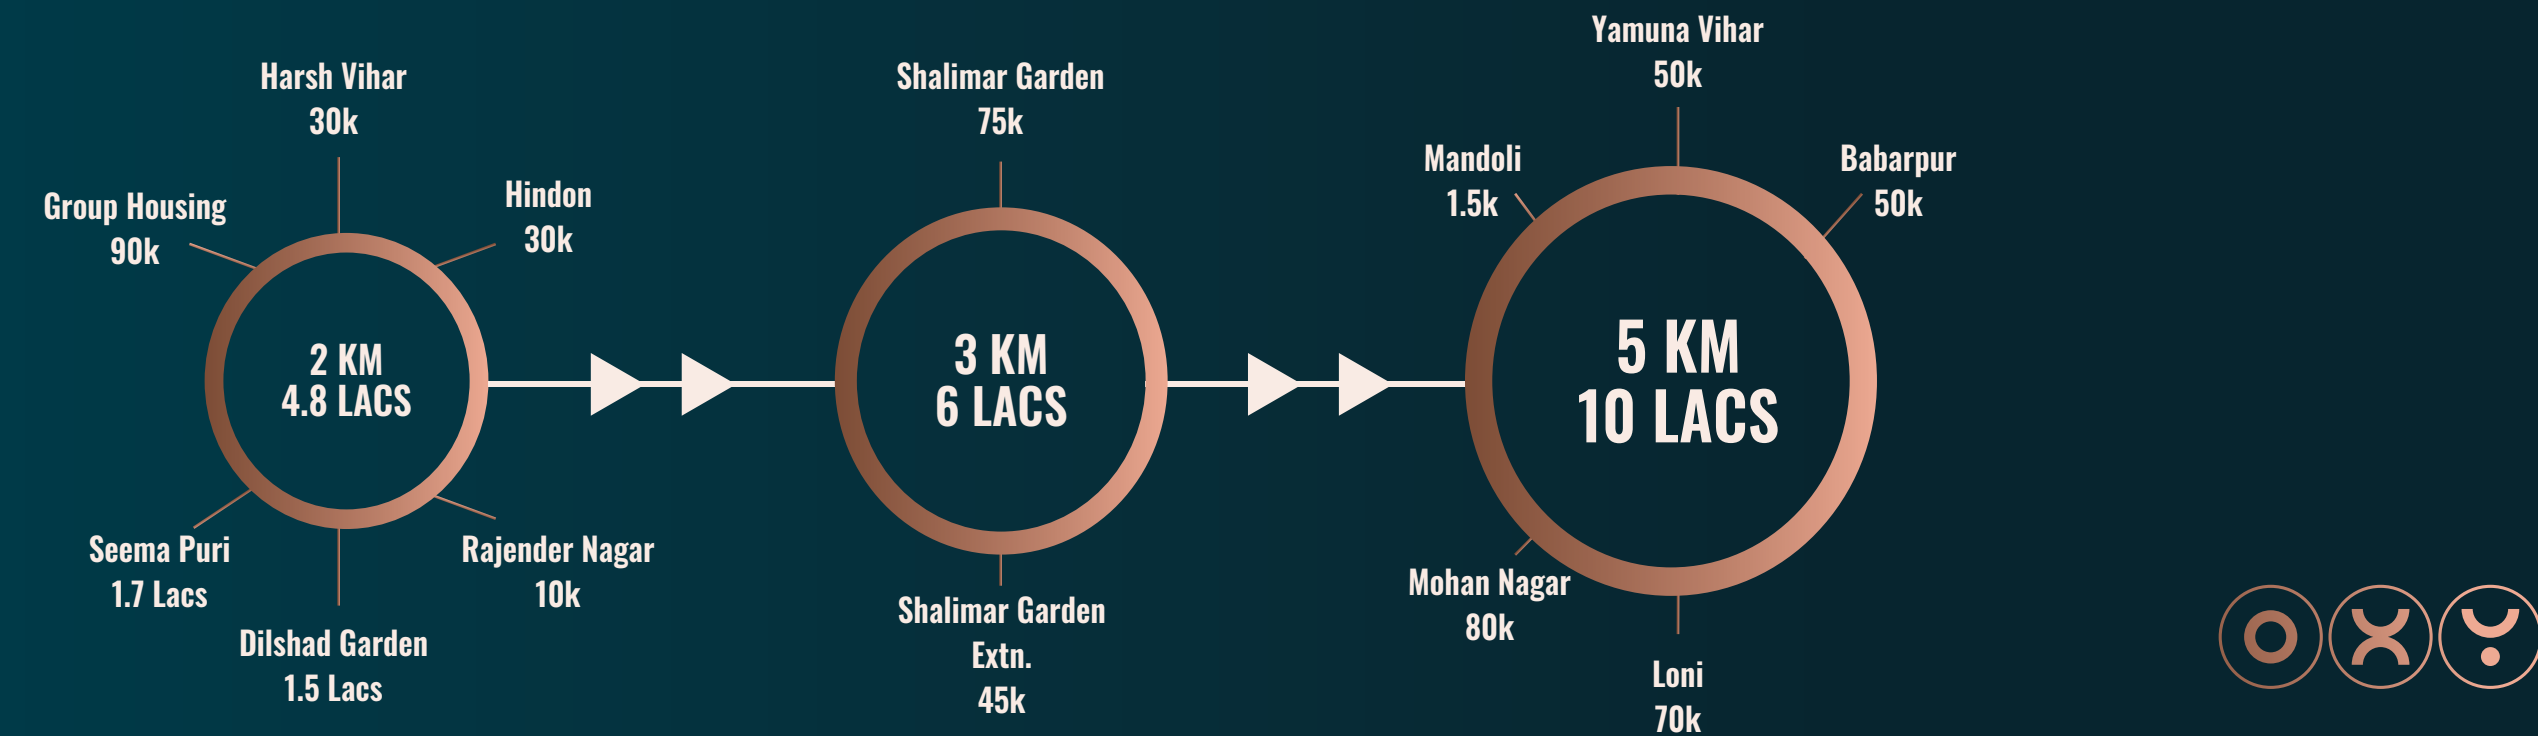 Harsh Vihar
30k
Group Housing
90k
Hindon
30k
2 KM
4.8 LACS
Seema Puri
1.7 Lacs
Rajender Nagar
10k
Dilshad Garden
1.5 Lacs
Shalimar Garden
75k
3 KM
6 LACS
Shalimar Garden
Extn.
45k
Yamuna Vihar
50k
Mandoli
1.5k
Babarpur
50k
5 KM
10 LACS
Mohan Nagar
80k
Loni
70k